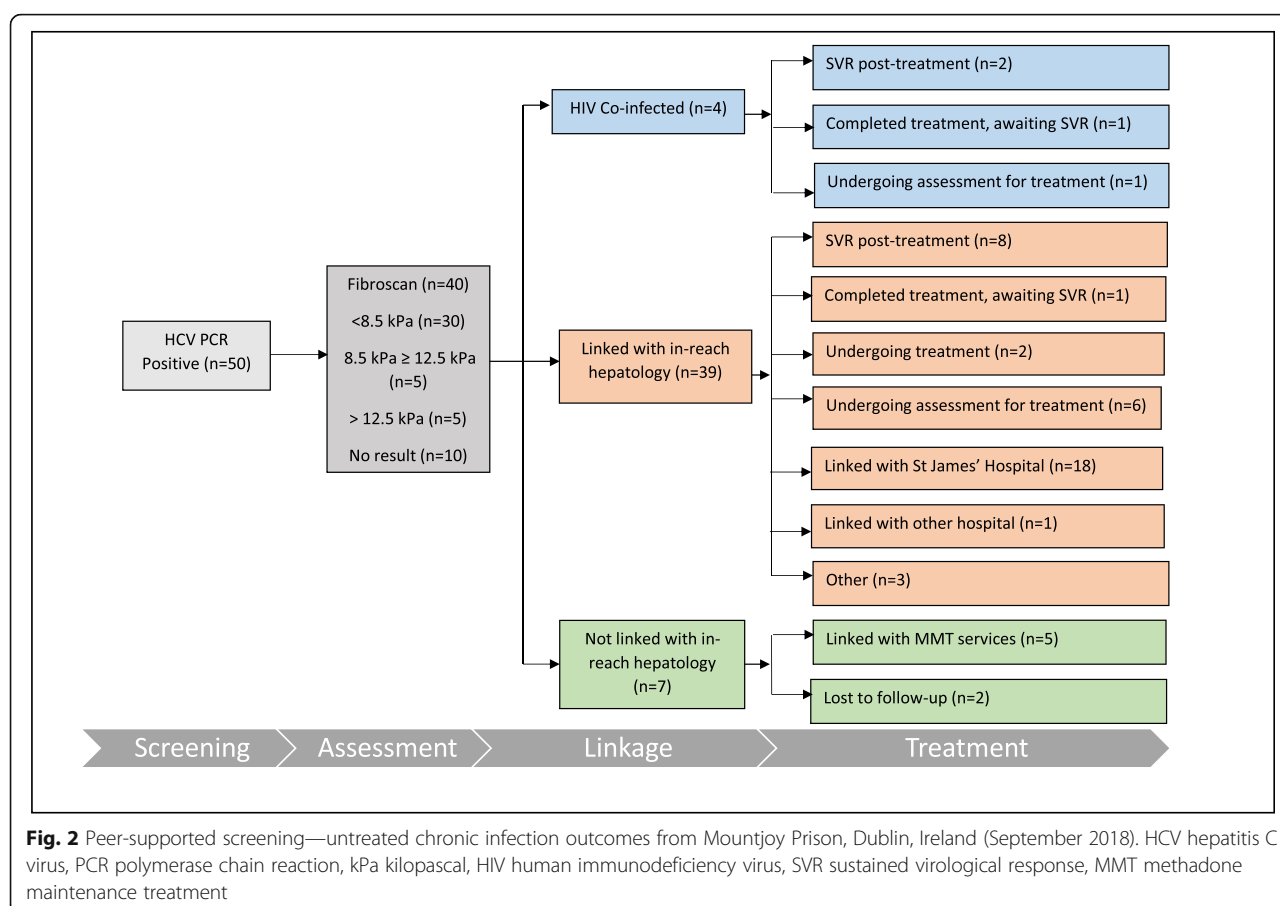 HCV PCR
Positive (n=50)
Fibroscan (n=40)
<8.5 kPa (n=30)
8.5 kPa ≥ 12.5 kPa
(n=5)
> 12.5 kPa (n=5)
No result (n=10)
HIV Co-infected (n=4)
SVR post-treatment (n=2)
Completed treatment, awaiting SVR (n=1)
Undergoing assessment for treatment (n=1)
Linked with in-reach
hepatology (n=39)
SVR post-treatment (n=8)
Completed treatment, awaiting SVR (n=1)
Undergoing treatment (n=2)
Undergoing assessment for treatment (n=6)
Linked with St James’ Hospital (n=18)
Linked with other hospital (n=1)
Other (n=3)
Not linked with in-
reach hepatology
(n=7)
Linked with MMT services (n=5)
Lost to follow-up (n=2)
Screening
Assessment
Linkage
Treatment
Fig. 2 Peer-supported screening—untreated chronic infection outcomes from Mountjoy Prison, Dublin, Ireland (September 2018). HCV hepatitis C
virus, PCR polymerase chain reaction, kPa kilopascal, HIV human immunodeficiency virus, SVR sustained virological response, MMT methadone
maintenance treatment